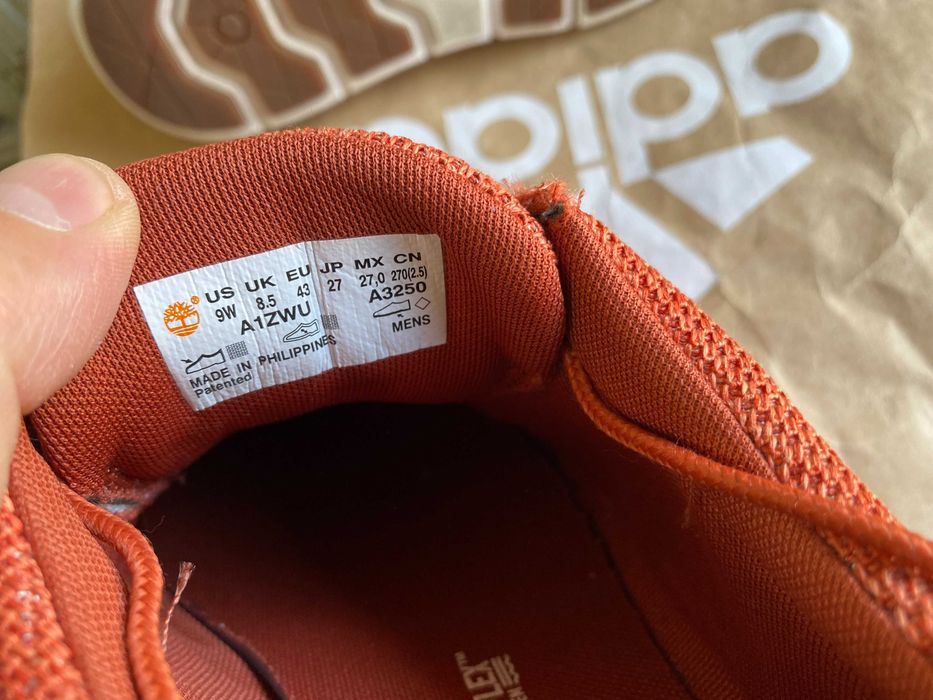 adidas
US UK EU JP MX CN
9W 8.5 43 27 27,0 270(2.5)
A1ZWU A3250
MENS
MADE IN PHILIPPINES
Patented